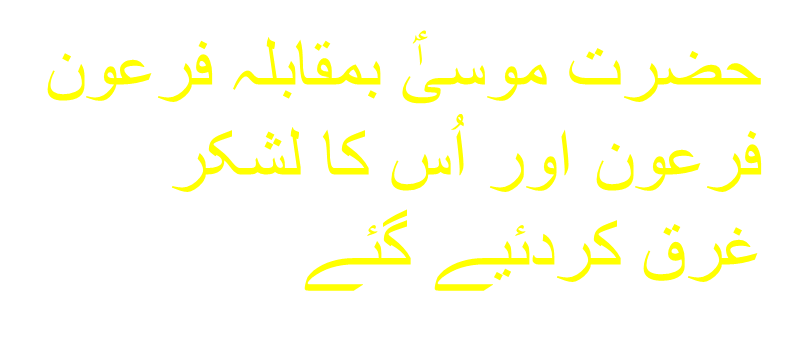 حضرت موسیٰؑ بمقابلہ فرعون
فرعون اور اُس کا لشکر
غرق کردئیے گئے